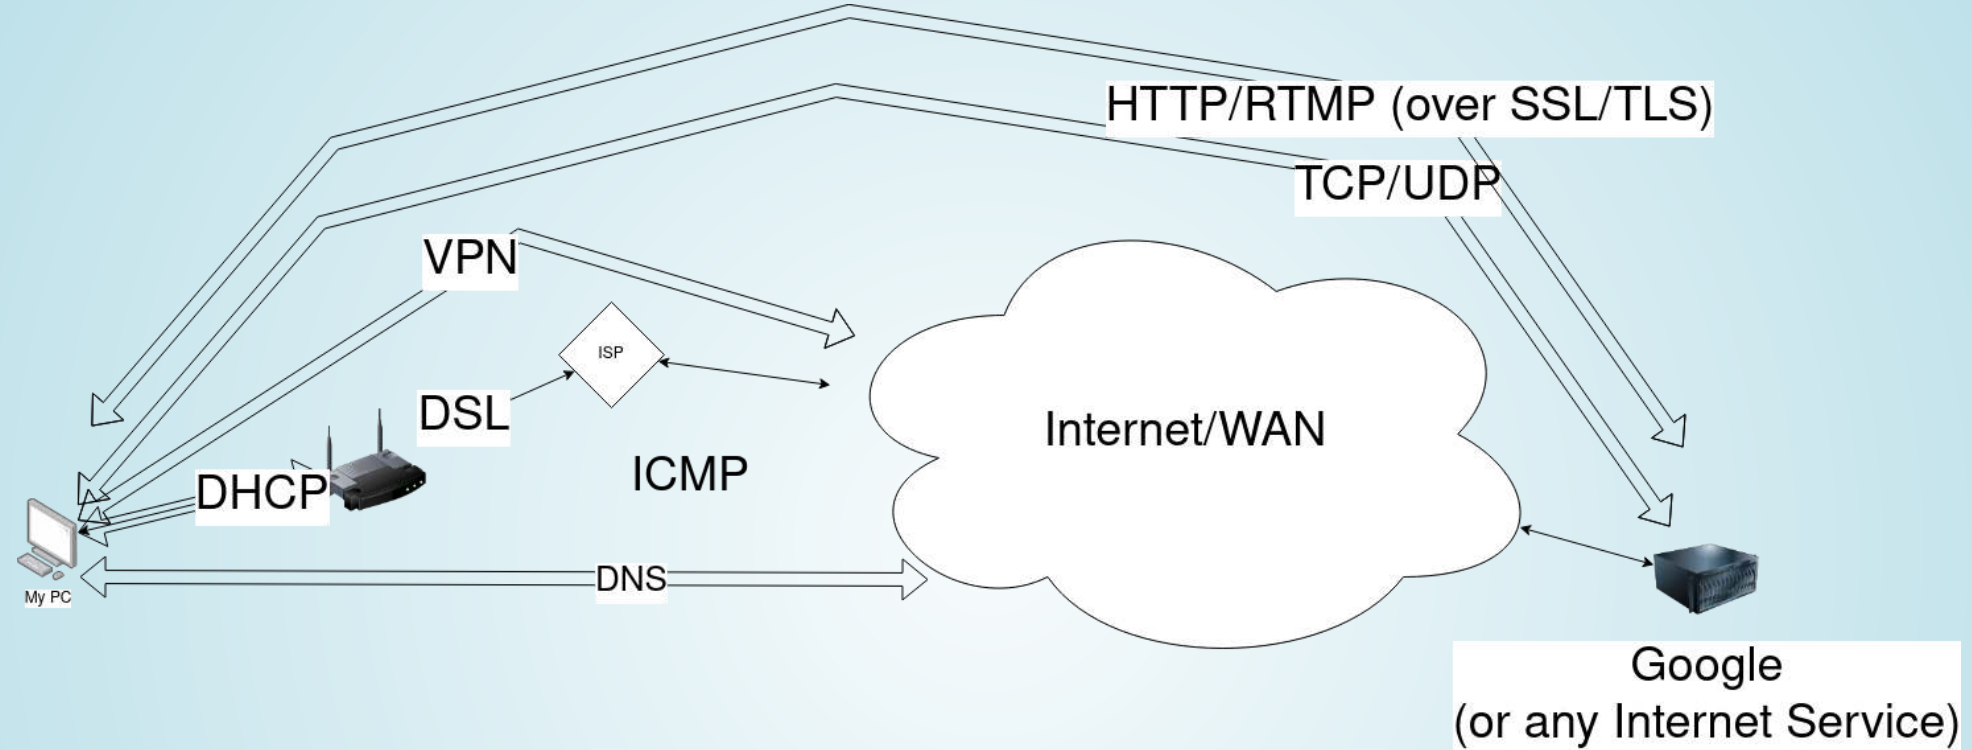 HTTP/RTMP (over SSL/TLS)
TCP/UDP
VPN
ISP
DSL
Internet/WAN
ICMP
DHCP
DNS
My PC
Google
(or any Internet Service)